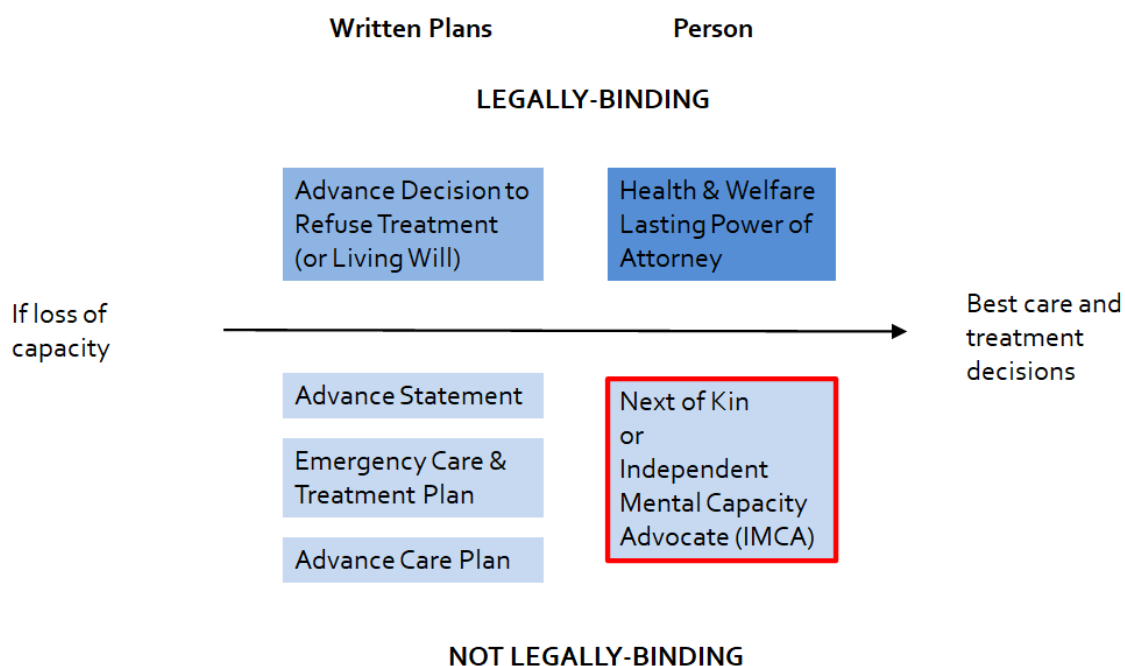 Written Plans
Person
LEGALLY-BINDING
Advance Decision to
Refuse Treatment
(or Living Will)
Health & Welfare
Lasting Power of
Attorney
If loss of
capacity
Best care and
treatment
decisions
Advance Statement
Emergency Care &
Treatment Plan
Advance Care Plan
Next of Kin
or
Independent
Mental Capacity
Advocate (IMCA)
NOT LEGALLY-BINDING